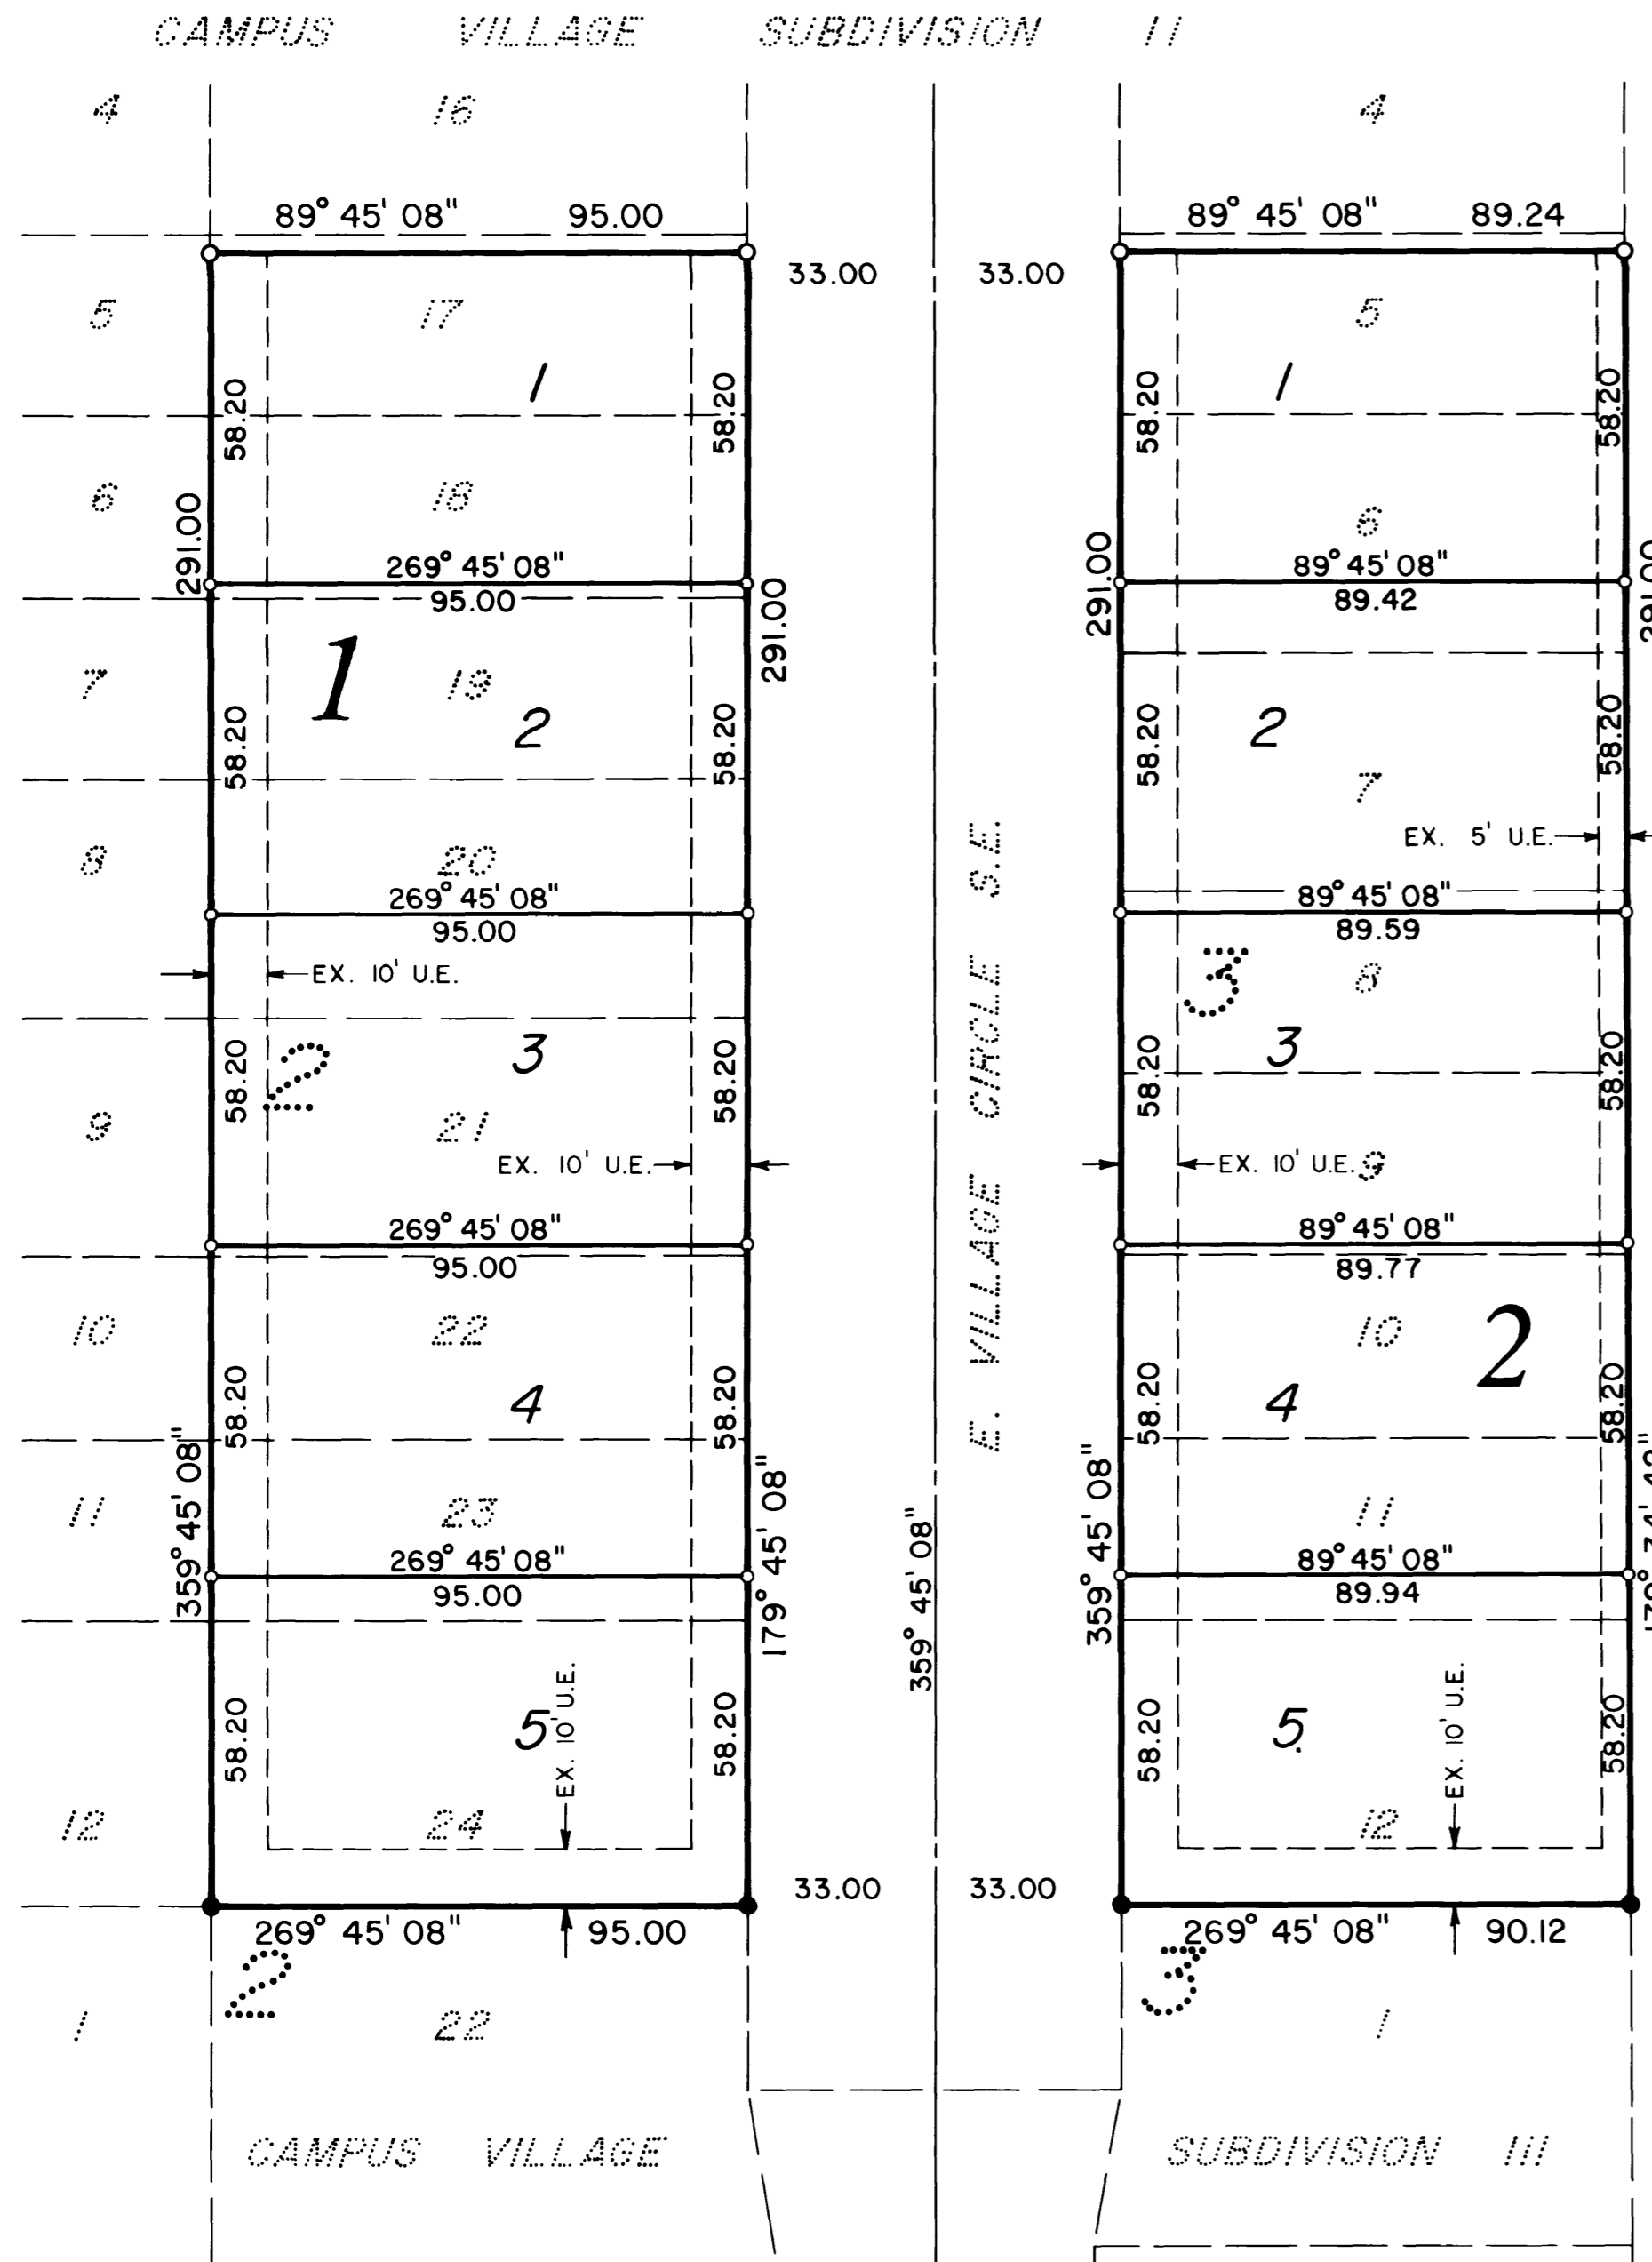 CAMPUS VILLAGE SUBDIVISION II
4 16 4
89° 45' 08" 95.00 89° 45' 08" 89.24
33.00 33.00
5 17 5
1 1
58.20 58.20 58.20 58.20
6 18 6
291.00 291.00 291.00 291.00
269° 45' 08" 89° 45' 08"
95.00 89.42
1
7 19
2 2
58.20 58.20 58.20 58.20
7
EX. 5' U.E.
8 20
269° 45' 08" 89° 45' 08"
95.00 89.59
EX. 10' U.E. 3 8
E. VILLAGE CIRCLE S.E.
3 3
58.20 2 58.20 58.20 58.20
9 21
EX. 10' U.E. EX. 10' U.E. 9
269° 45' 08" 89° 45' 08"
95.00 89.77
10 22 10
2
4 4
58.20 58.20 58.20 58.20
359° 45' 08" 179° 45' 08" 359° 45' 08" 359° 45' 08"
11 23 11
269° 45' 08" 89° 45' 08"
95.00 89.94
5 5
EX. 10' U.E. EX. 10' U.E.
58.20 58.20 58.20 58.20
12 24 12
33.00 33.00
269° 45' 08" 95.00 269° 45' 08" 90.12
2 3
1 22 1
CAMPUS VILLAGE SUBDIVISION III